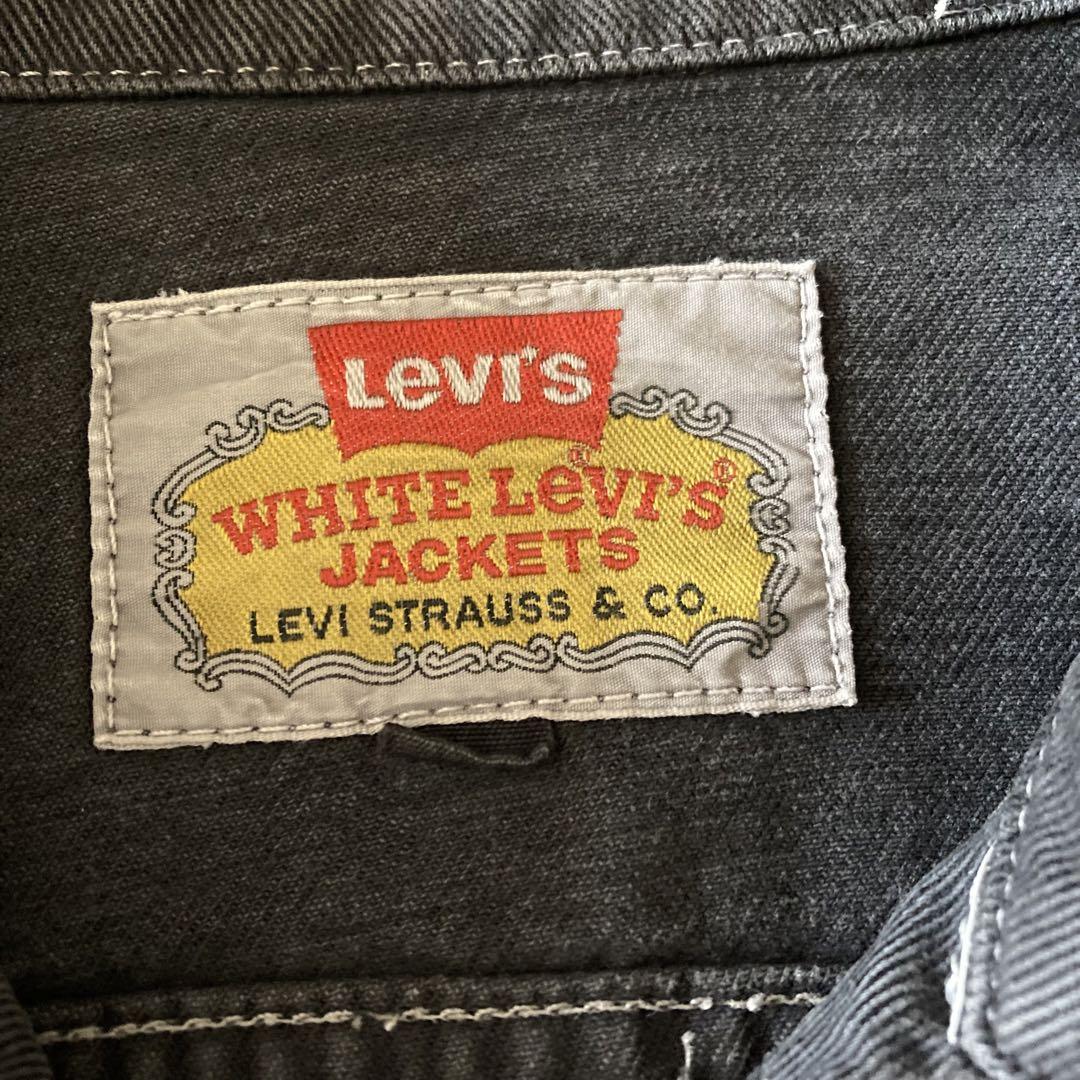 Levi's
WHITE LEVI'S®
®
JACKETS
LEVI STRAUSS & CO.